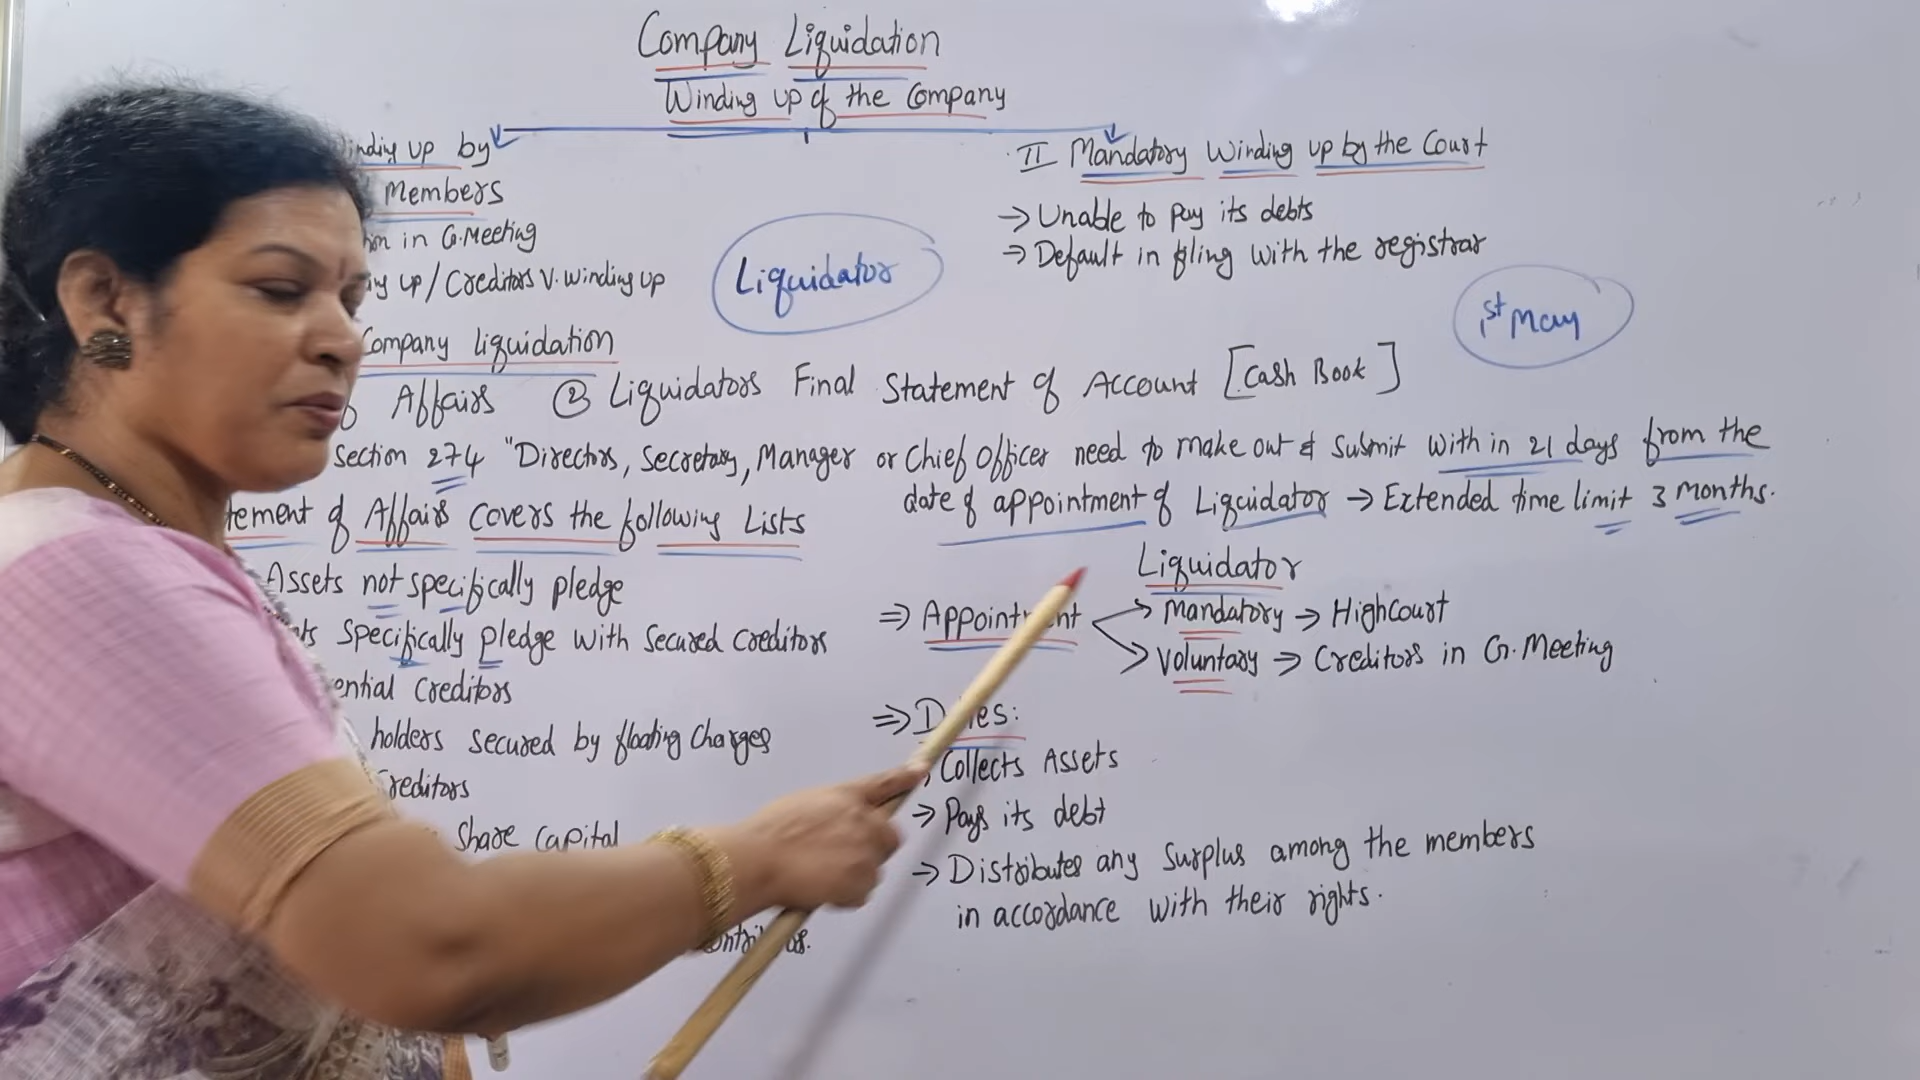 Company Liquidation
Winding up of the Company
inding up by
Members
in G.Meeting
up / Creditors V. Winding up
II Mandatory Winding up by the Court
→ Unable to pay its debts
→ Default in filing with the registrar
Liquidator
1st May
Company liquidation
Affairs ② Liquidators Final Statement of Account [Cash Book]
Section 274 "Directors, Secretary, Manager or Chief Officer need to make out & submit with in 21 days from the
date of appointment of Liquidator → Extended time limit 3 months.
tement of Affairs covers the following Lists
Assets not specifically pledge
ts specifically pledge with secured creditors
ential Creditors
holders secured by floating charges
reditors
Share Capital
Liquidator
⇒ Appointment → Mandatory → HighCourt
→ Voluntary → Creditors in G.Meeting
⇒ D ies:
→ Collects Assets
→ Pays its debt
→ Distributes any surplus among the members
in accordance with their rights.